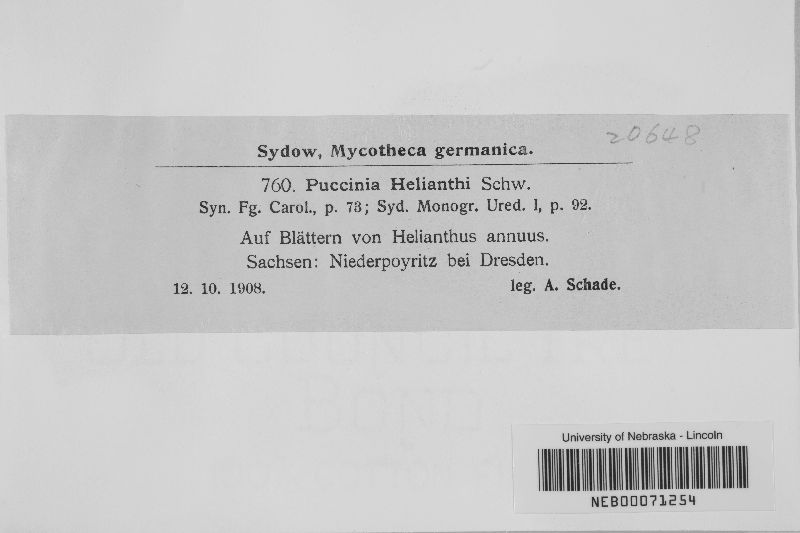 20648
Sydow, Mycotheca germanica.
760. Puccinia Helianthi Schw.
Syn. Fg. Carol., p. 73; Syd. Monogr. Ured. I, p. 92.
Auf Blättern von Helianthus annuus.
Sachsen: Niederpoyritz bei Dresden.
12. 10. 1908. leg. A. Schade.
University of Nebraska - Lincoln
NEB00071254